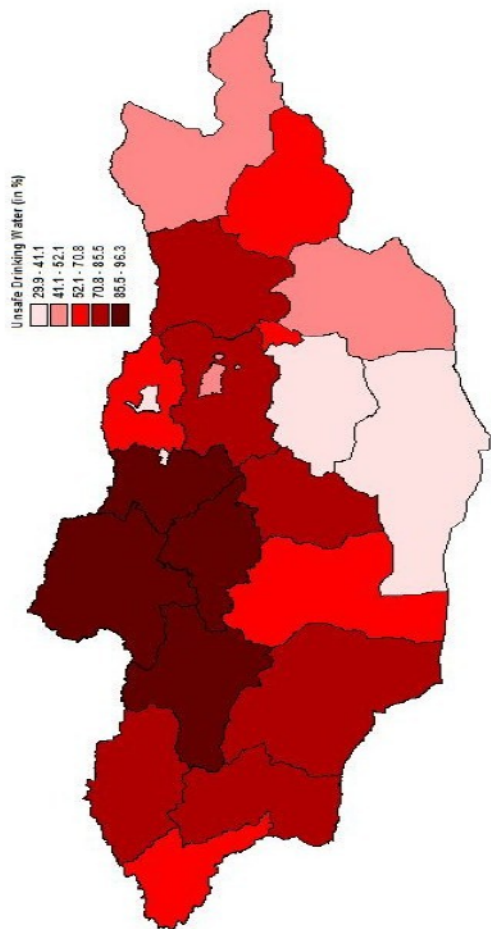 Unsafe Drinking Water (in %)
29.9 - 41.1
41.1 - 52.1
52.1 - 70.8
70.8 - 85.5
85.5 - 96.3